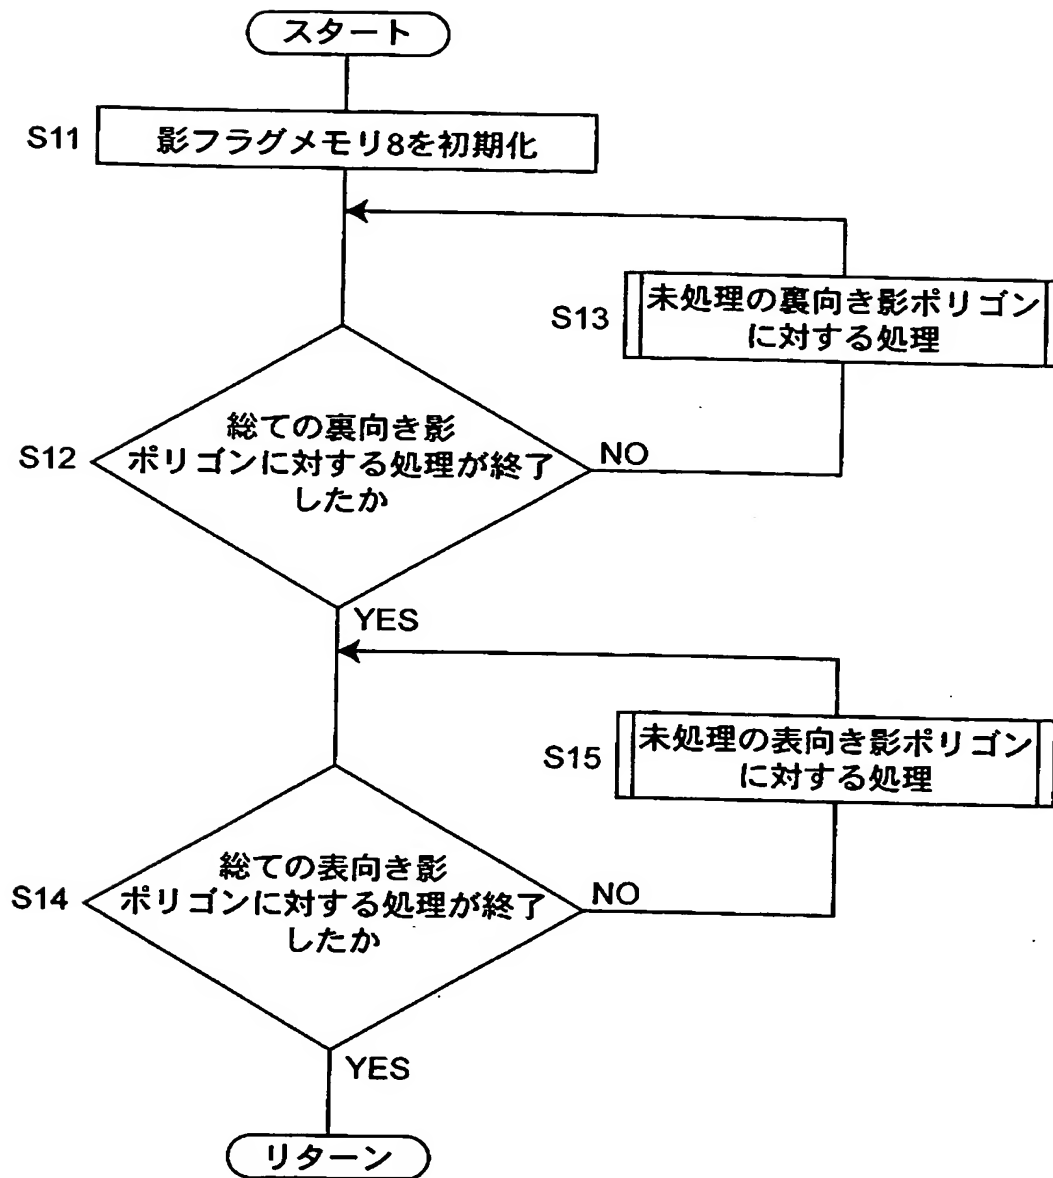 スタート
S11
影フラグメモリ8を初期化
S13
未処理の裏向き影ポリゴン
に対する処理
S12
総ての裏向き影
ポリゴンに対する処理が終了
したか
NO
YES
S15
未処理の表向き影ポリゴン
に対する処理
S14
総ての表向き影
ポリゴンに対する処理が終了
したか
NO
YES
リターン